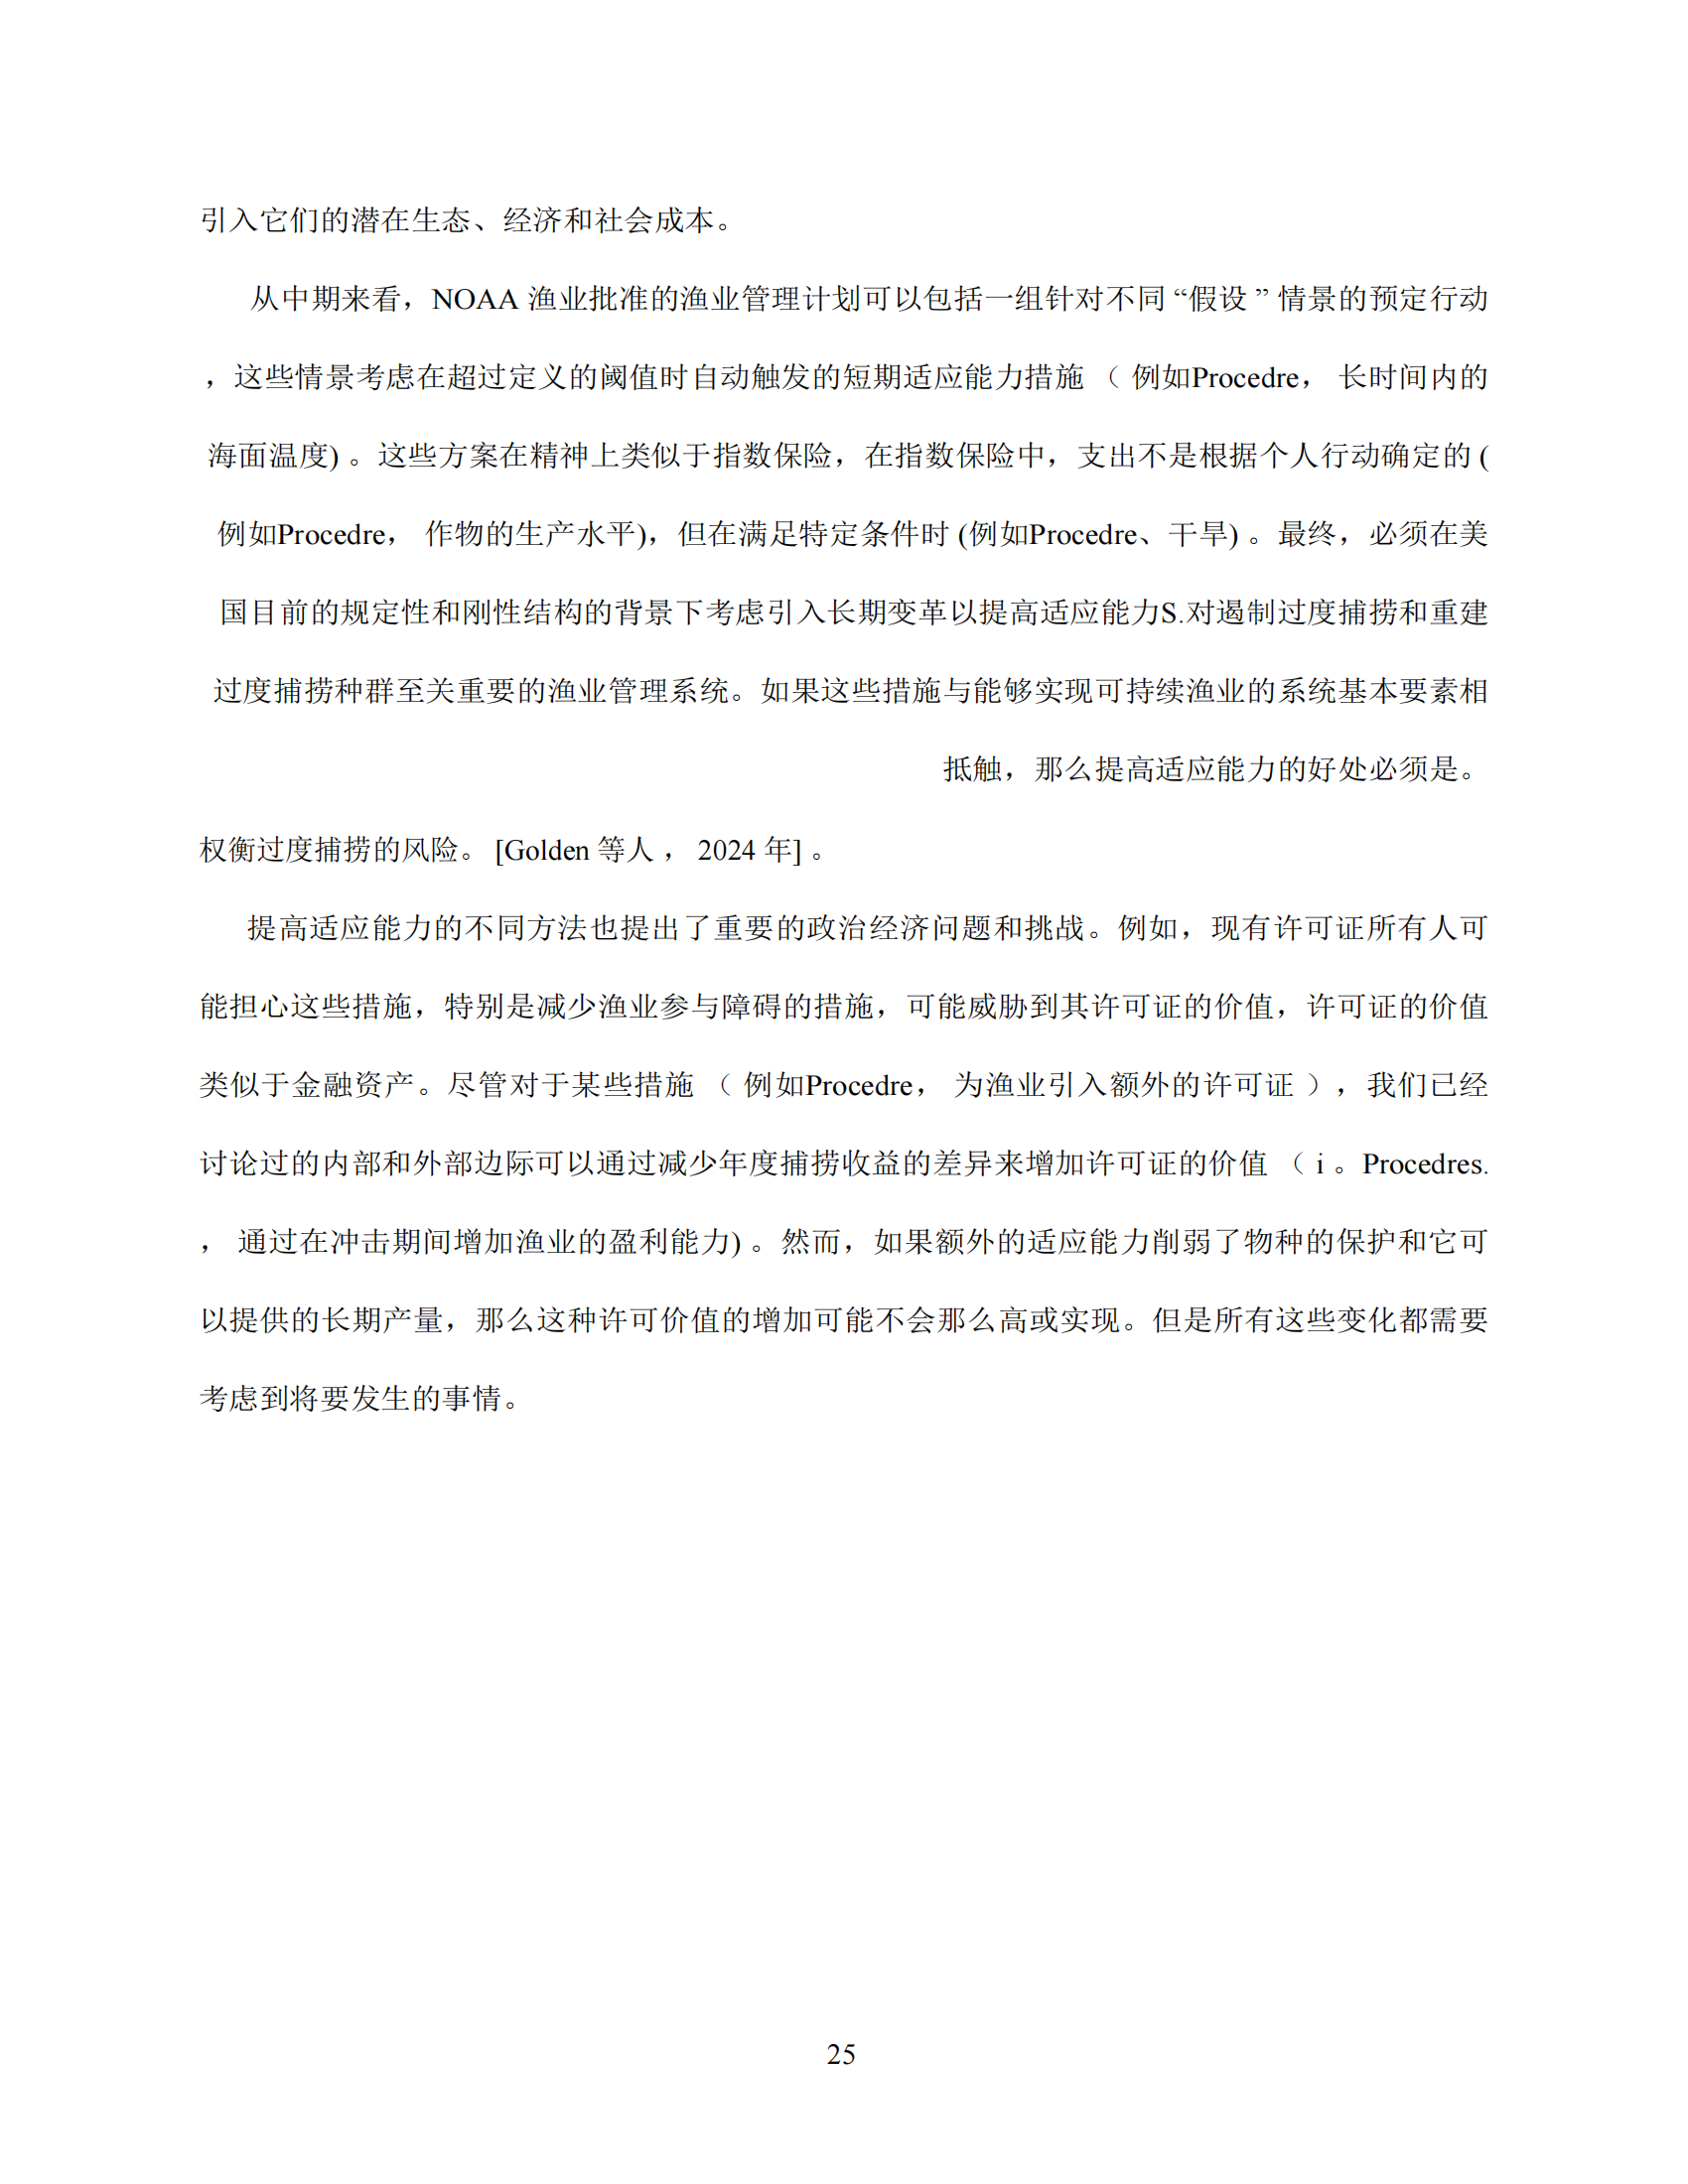 引入它们的潜在生态、经济和社会成本。
从中期来看，NOAA 渔业批准的渔业管理计划可以包括一组针对不同 “假设 ” 情景的预定行动
，这些情景考虑在超过定义的阈值时自动触发的短期适应能力措施 （ 例如Procedre， 长时间内的
海面温度) 。这些方案在精神上类似于指数保险，在指数保险中，支出不是根据个人行动确定的 (
例如Procedre， 作物的生产水平)，但在满足特定条件时 (例如Procedre、干旱) 。最终，必须在美
国目前的规定性和刚性结构的背景下考虑引入长期变革以提高适应能力S.对遏制过度捕捞和重建
过度捕捞种群至关重要的渔业管理系统。如果这些措施与能够实现可持续渔业的系统基本要素相
抵触，那么提高适应能力的好处必须是。
权衡过度捕捞的风险。 [Golden 等人 ， 2024 年] 。
提高适应能力的不同方法也提出了重要的政治经济问题和挑战。例如，现有许可证所有人可
能担心这些措施，特别是减少渔业参与障碍的措施，可能威胁到其许可证的价值，许可证的价值
类似于金融资产。尽管对于某些措施 （ 例如Procedre， 为渔业引入额外的许可证 ），我们已经
讨论过的内部和外部边际可以通过减少年度捕捞收益的差异来增加许可证的价值 （ i 。Procedres.
， 通过在冲击期间增加渔业的盈利能力) 。然而，如果额外的适应能力削弱了物种的保护和它可
以提供的长期产量，那么这种许可价值的增加可能不会那么高或实现。但是所有这些变化都需要
考虑到将要发生的事情。
25